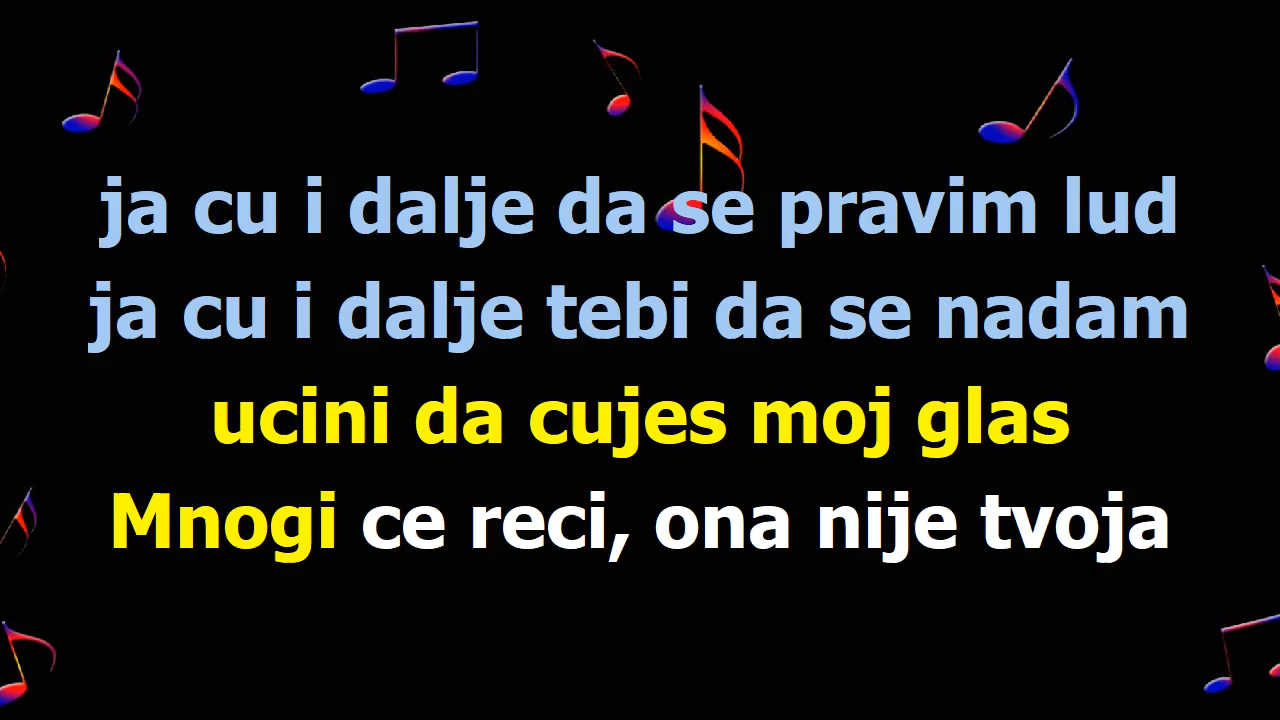 ja cu i dalje da se pravim lud
ja cu i dalje tebi da se nadam
ucini da cujes moj glas
Mnogi ce reci, ona nije tvoja